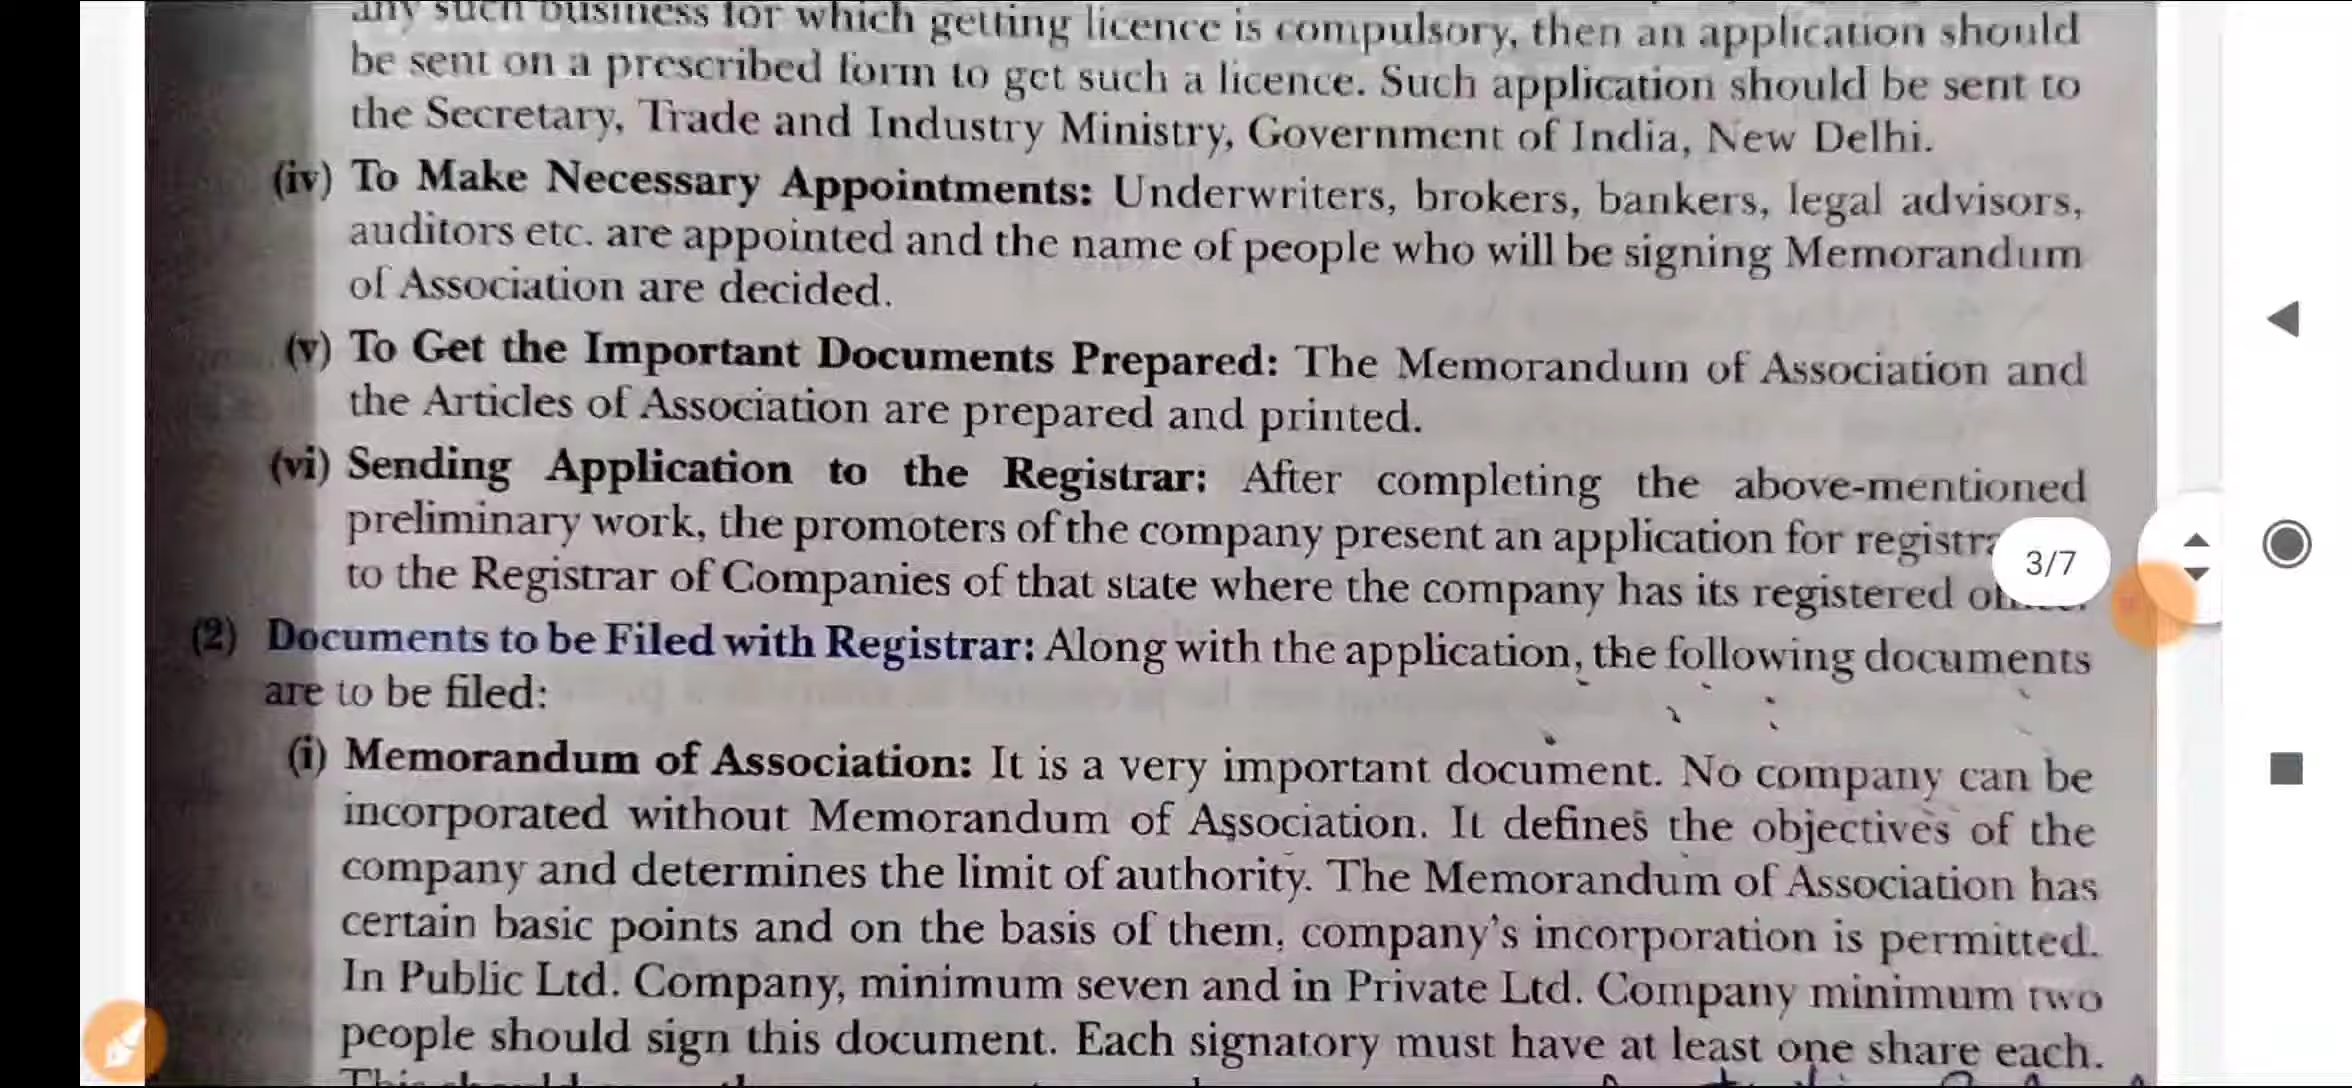 any such business for which getting licence is compulsory, then an application should
be sent on a prescribed form to get such a licence. Such application should be sent to
the Secretary, Trade and Industry Ministry, Government of India, New Delhi.
(iv) To Make Necessary Appointments: Underwriters, brokers, bankers, legal advisors,
auditors etc. are appointed and the name of people who will be signing Memorandum
of Association are decided.
(v) To Get the Important Documents Prepared: The Memorandum of Association and
the Articles of Association are prepared and printed.
(vi) Sending Application to the Registrar: After completing the above-mentioned
preliminary work, the promoters of the company present an application for
to the Registrar of Companies of that state where the company has its registered
3/7
(2) Documents to be Filed with Registrar: Along with the application, the following documents
are to be filed:
(i) Memorandum of Association: It is a very important document. No company can be
incorporated without Memorandum of Association. It defines the objectives of the
company and determines the limit of authority. The Memorandum of Association has
certain basic points and on the basis of them, company's incorporation is permitted.
In Public Ltd. Company, minimum seven and in Private Ltd. Company minimum two
people should sign this document. Each signatory must have at least one share each.